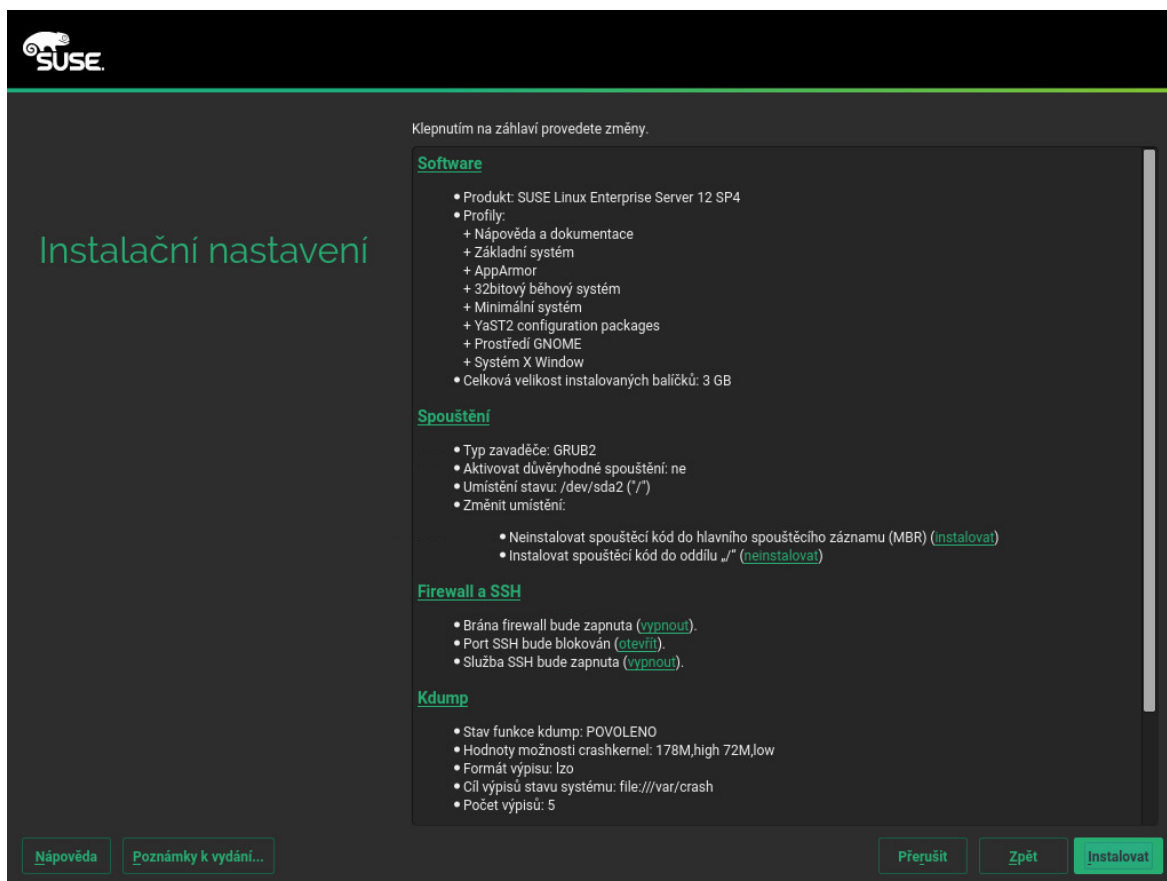 SUSE.
Klepnutím na záhlaví provedete změny.
Instalační nastavení
Software
• Produkt: SUSE Linux Enterprise Server 12 SP4
• Profily:
+ Nápověda a dokumentace
+ Základní systém
+ AppArmor
+ 32bitový běhový systém
+ Minimální systém
+ YaST2 configuration packages
+ Prostředí GNOME
+ Systém X Window
• Celková velikost instalovaných balíčků: 3 GB
Spouštění
• Typ zavaděče: GRUB2
• Aktivovat důvěryhodné spouštění: ne
• Umístění stavu: /dev/sda2 ("/")
• Změnit umístění:
• Neinstalovat spouštěcí kód do hlavního spouštěcího záznamu (MBR) (instalovat)
• Instalovat spouštěcí kód do oddílu „/“ (neinstalovat)
Firewall a SSH
• Brána firewall bude zapnuta (vypnout).
• Port SSH bude blokován (otevřít).
• Služba SSH bude zapnuta (vypnout).
Kdump
• Stav funkce kdump: POVOLENO
• Hodnoty možnosti crashkernel: 178M,high 72M,low
• Formát výpisu: lzo
• Cíl výpisů stavu systému: file:///var/crash
• Počet výpisů: 5
Nápověda Poznámky k vydání... Přerušit Zpět Instalovat